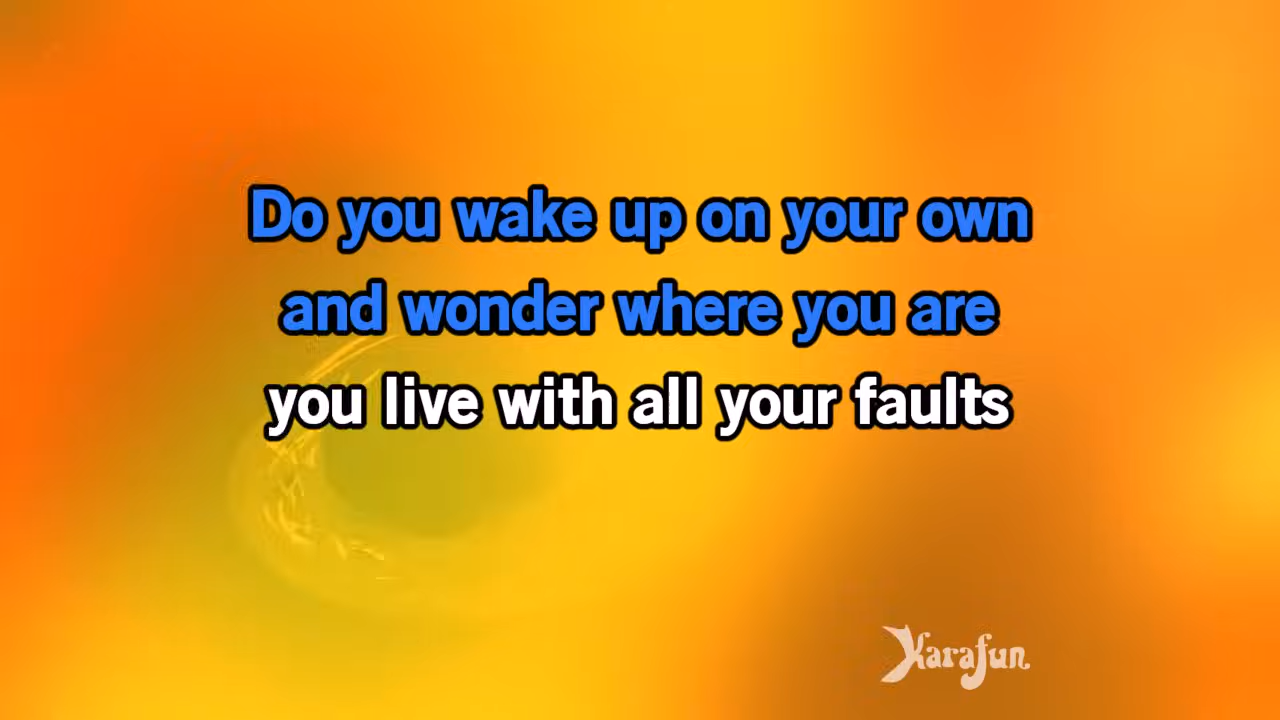 Do you wake up on your own
and wonder where you are
you live with all your faults
Karafun